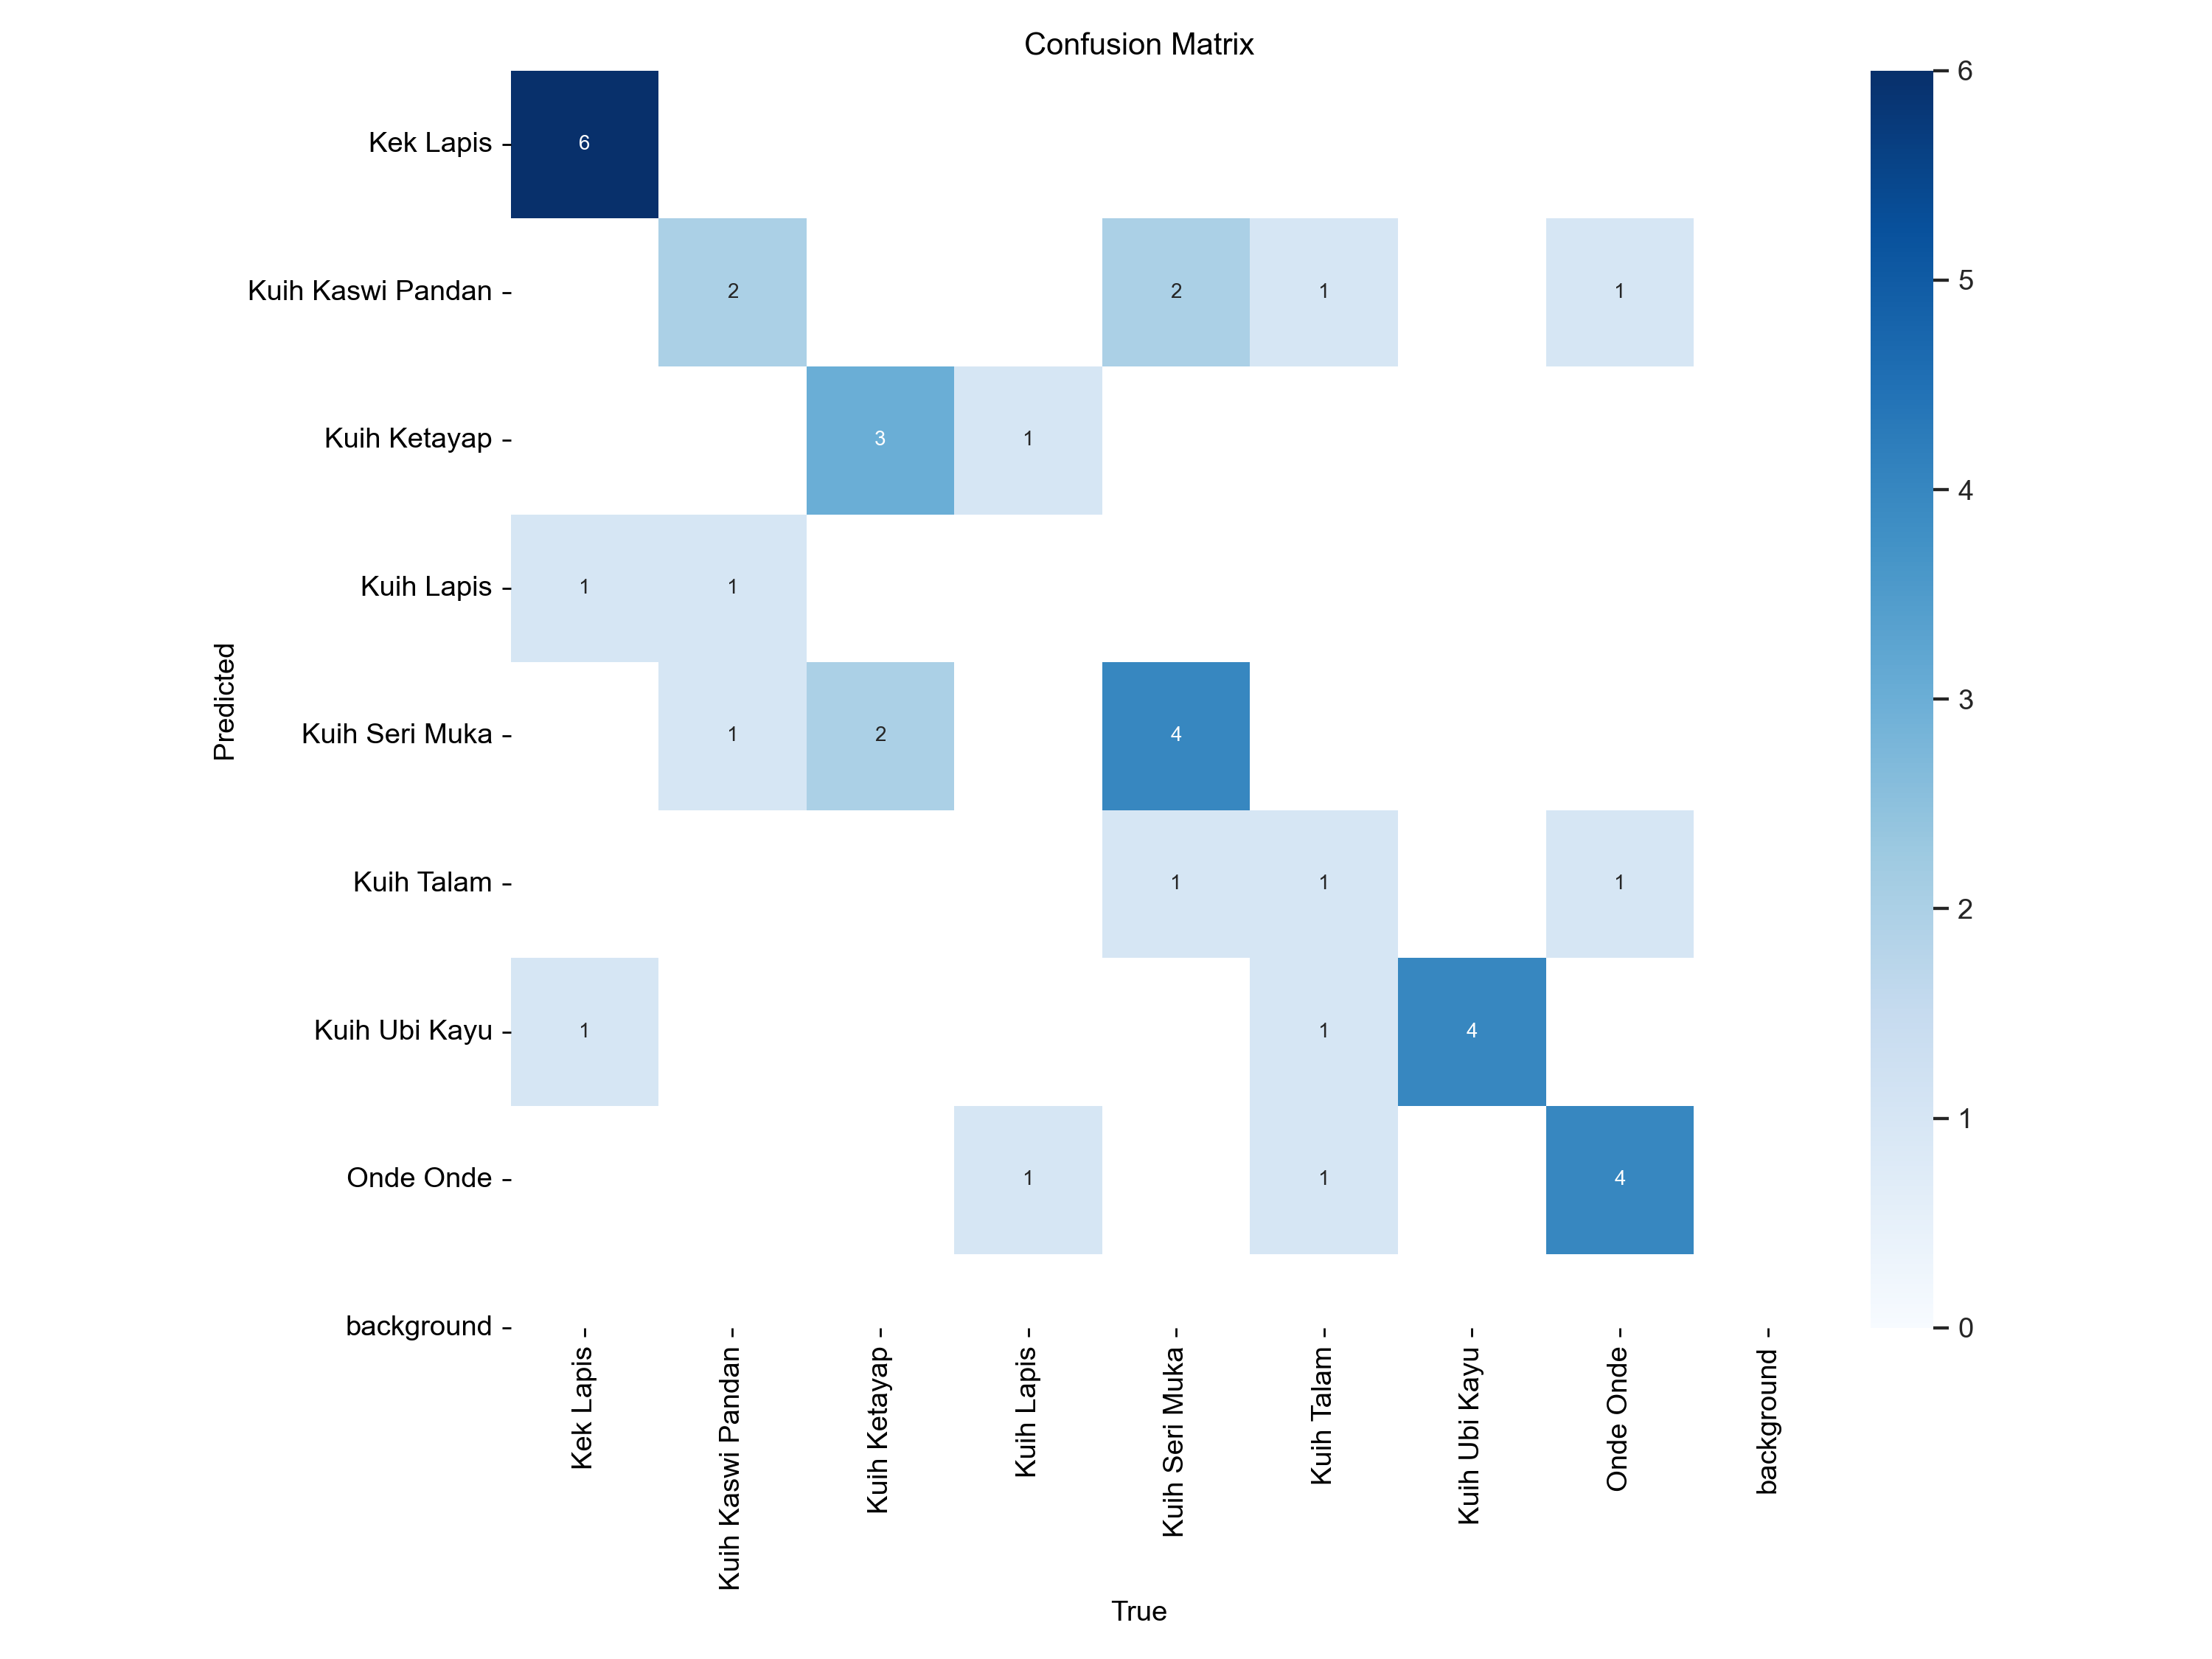 Confusion Matrix
Kek Lapis
6
Kuih Kaswi Pandan
2 2 1 1
Kuih Ketayap
3 1
Kuih Lapis
1 1
Kuih Seri Muka
1 2 4
Kuih Talam
1 1 1
Kuih Ubi Kayu
1 1 4
Onde Onde
1 1 4
background
Predicted
Kek Lapis
Kuih Kaswi Pandan
Kuih Ketayap
Kuih Lapis
Kuih Seri Muka
Kuih Talam
Kuih Ubi Kayu
Onde Onde
background
True
6
5
4
3
2
1
0